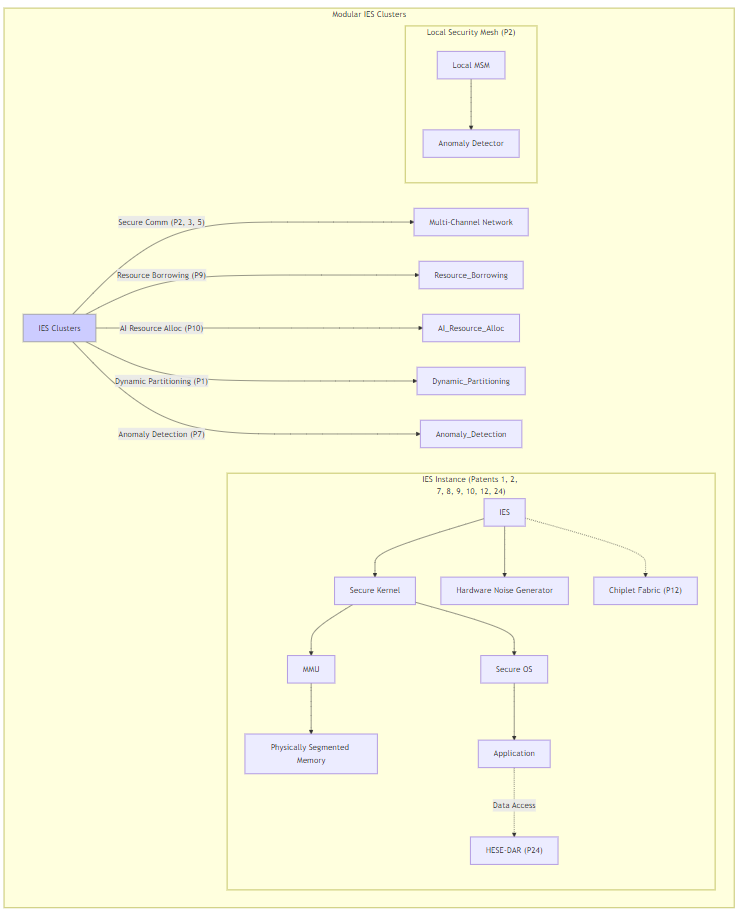 Modular IES Clusters
Local Security Mesh (P2)
Local MSM
Anomaly Detector
Secure Comm (P2, 3, 5)
Multi-Channel Network
Resource Borrowing (P9)
Resource_Borrowing
IES Clusters
AI Resource Alloc (P10)
AI_Resource_Alloc
Dynamic Partitioning (P1)
Dynamic_Partitioning
Anomaly Detection (P7)
Anomaly_Detection
IES Instance (Patents 1, 2,
7, 8, 9, 10, 12, 24)
IES
Secure Kernel
Hardware Noise Generator
Chiplet Fabric (P12)
MMU
Secure OS
Physically Segmented
Memory
Application
Data Access
HESE-DAR (P24)